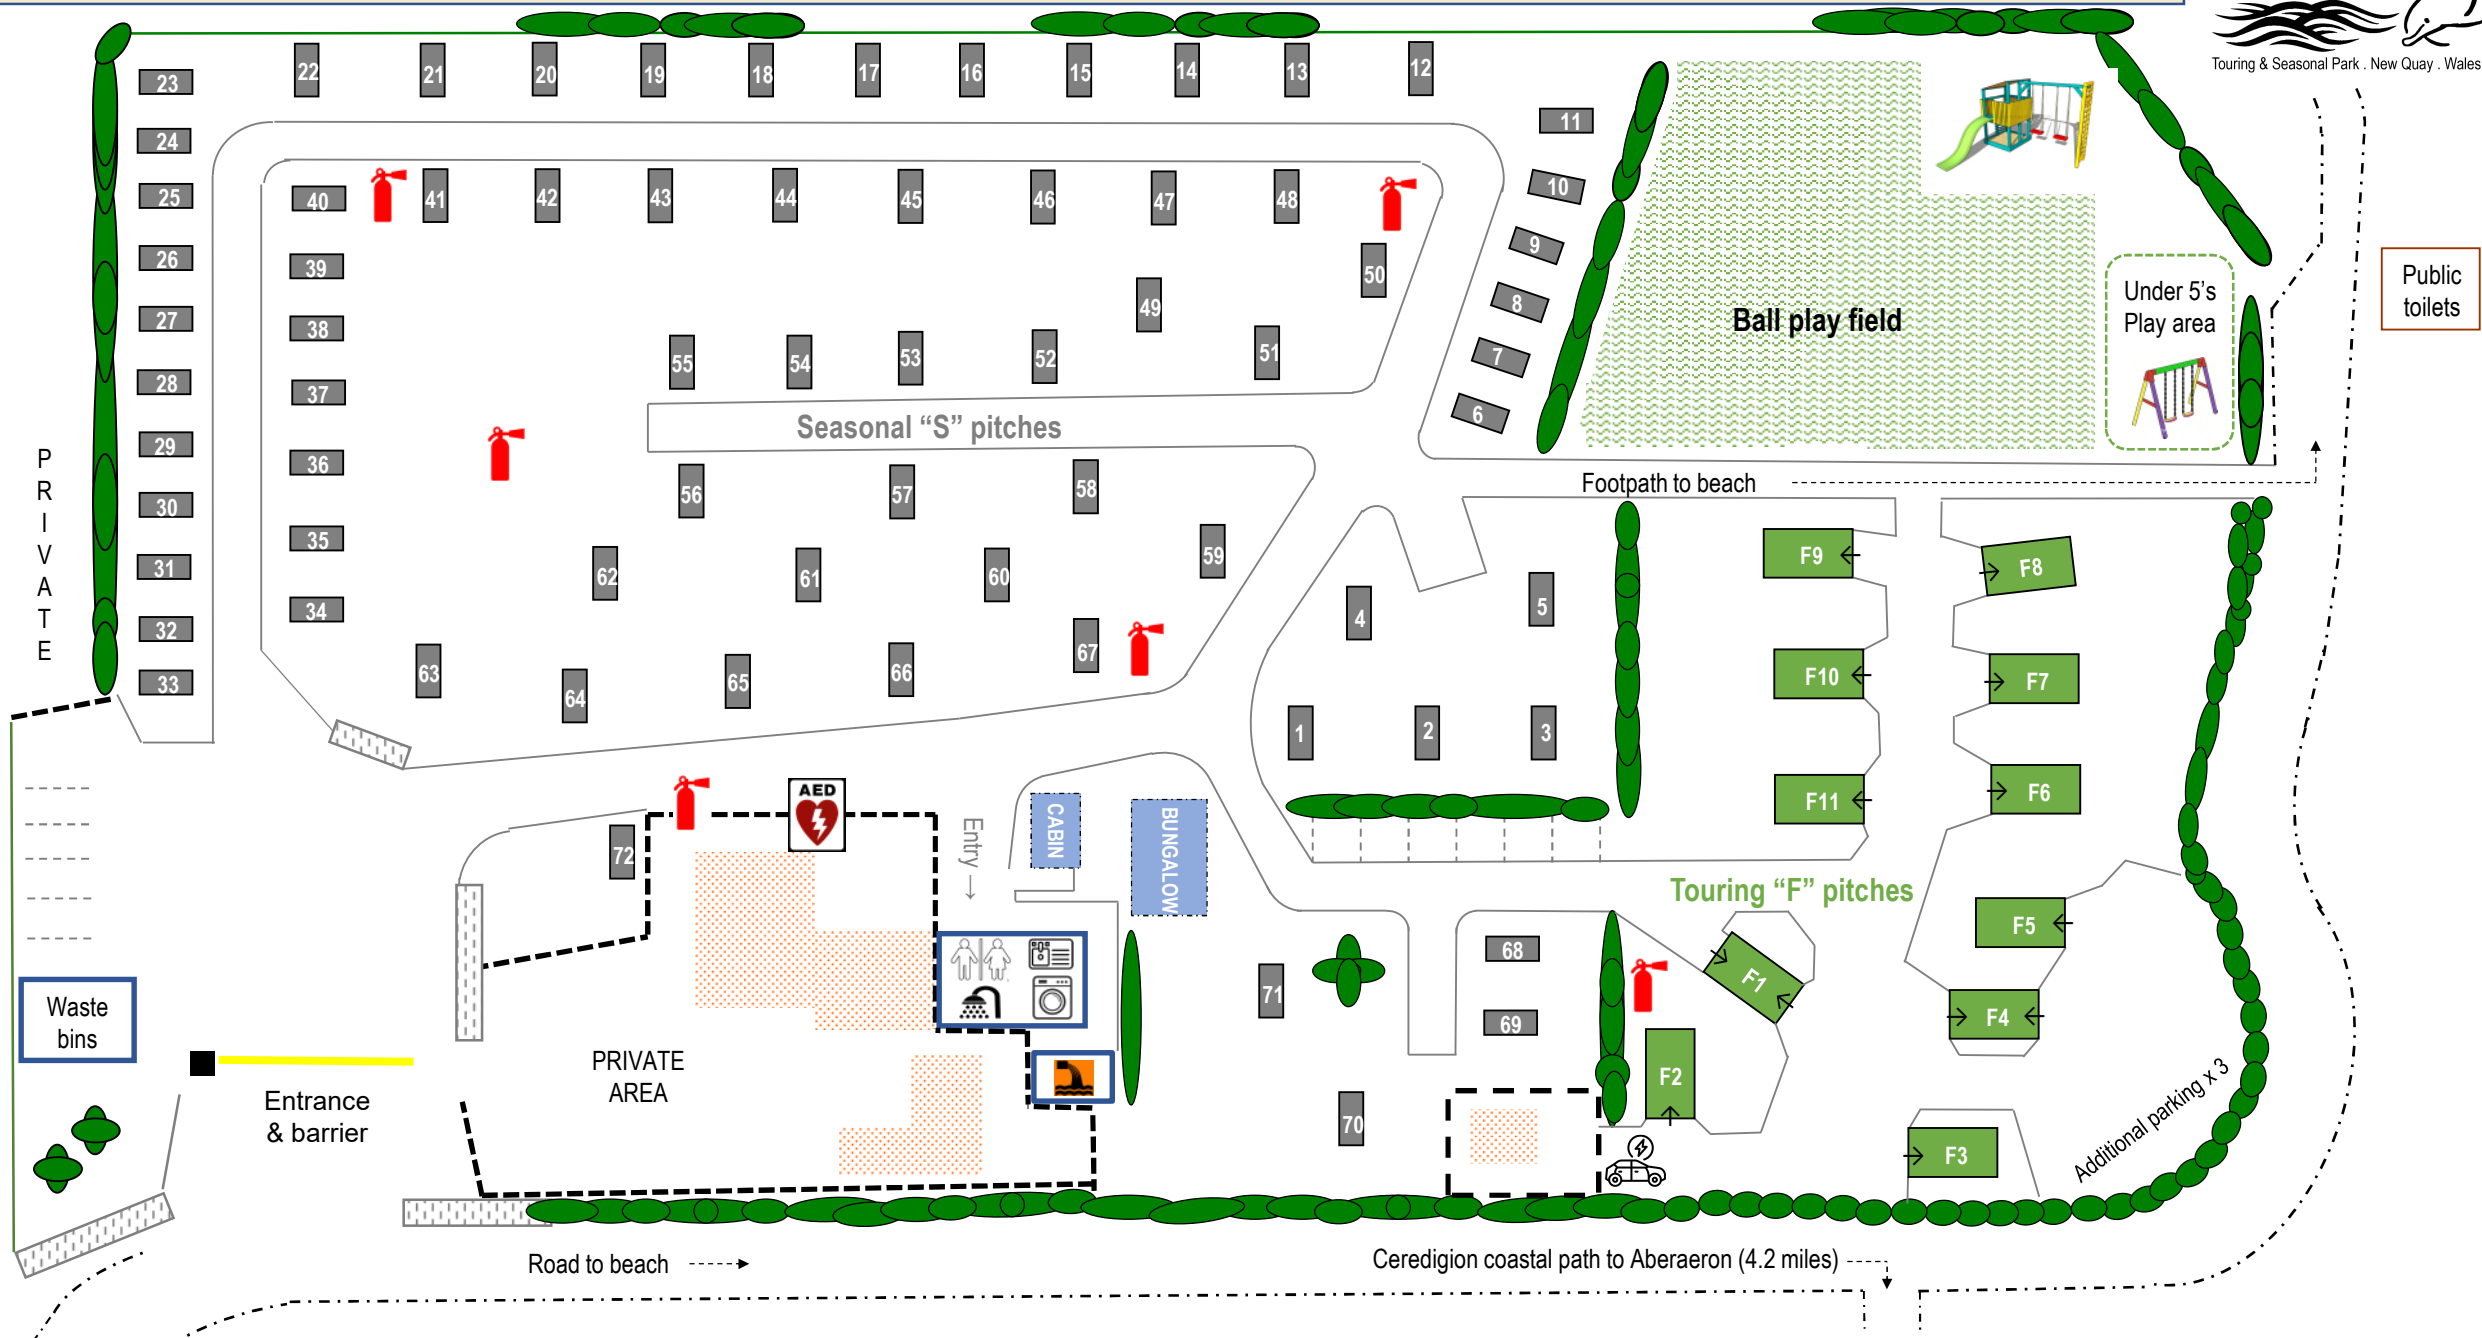 Touring & Seasonal Park . New Quay . Wales
22
21
20
19
18
17
16
15
14
13
12
23
24
25
26
27
28
29
30
31
32
33
11
10
9
8
7
6
40
41
42
43
44
45
46
47
48
39
38
37
36
35
34
50
49
51
55
54
53
52
Seasonal “S” pitches
56
57
58
59
62
61
60
63
64
65
66
67
Ball play field
Under 5’s
Play area
Public
toilets
PRIVATE
Footpath to beach
4
5
1
2
3
F9
F8
F10
F7
F11
F6
Touring “F” pitches
F5
F1
F4
F2
F3
Additional parking x 3
72
AED
Entry →
CABIN
BUNGALOW
71
68
69
70
Waste
bins
Entrance
& barrier
PRIVATE
AREA
Road to beach
Ceredigion coastal path to Aberaeron (4.2 miles)